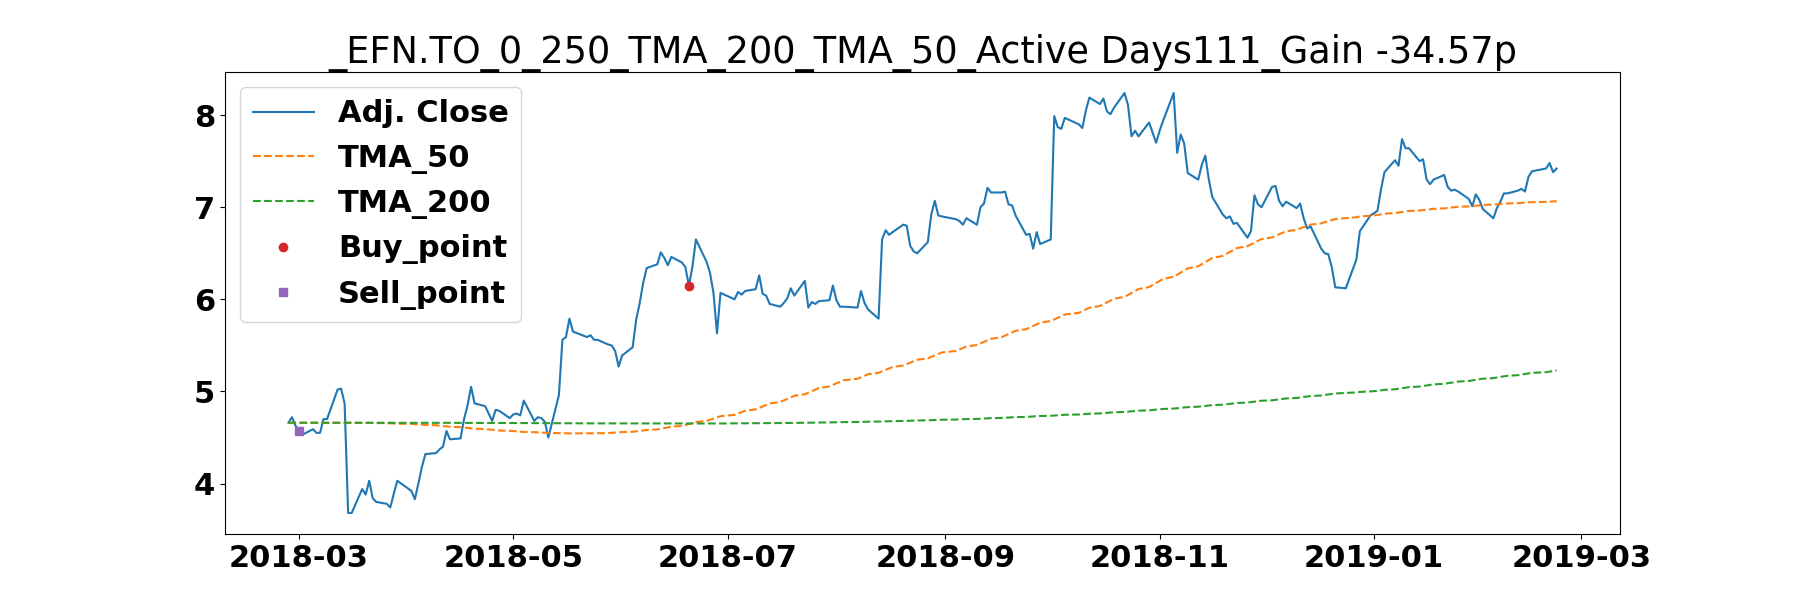 _EFN.TO_0_250_TMA_200_TMA_50_Active Days111_Gain -34.57p
Adj. Close
TMA_50
TMA_200
Buy_point
Sell_point
8
7
6
5
4
2018-03 2018-05 2018-07 2018-09 2018-11 2019-01 2019-03